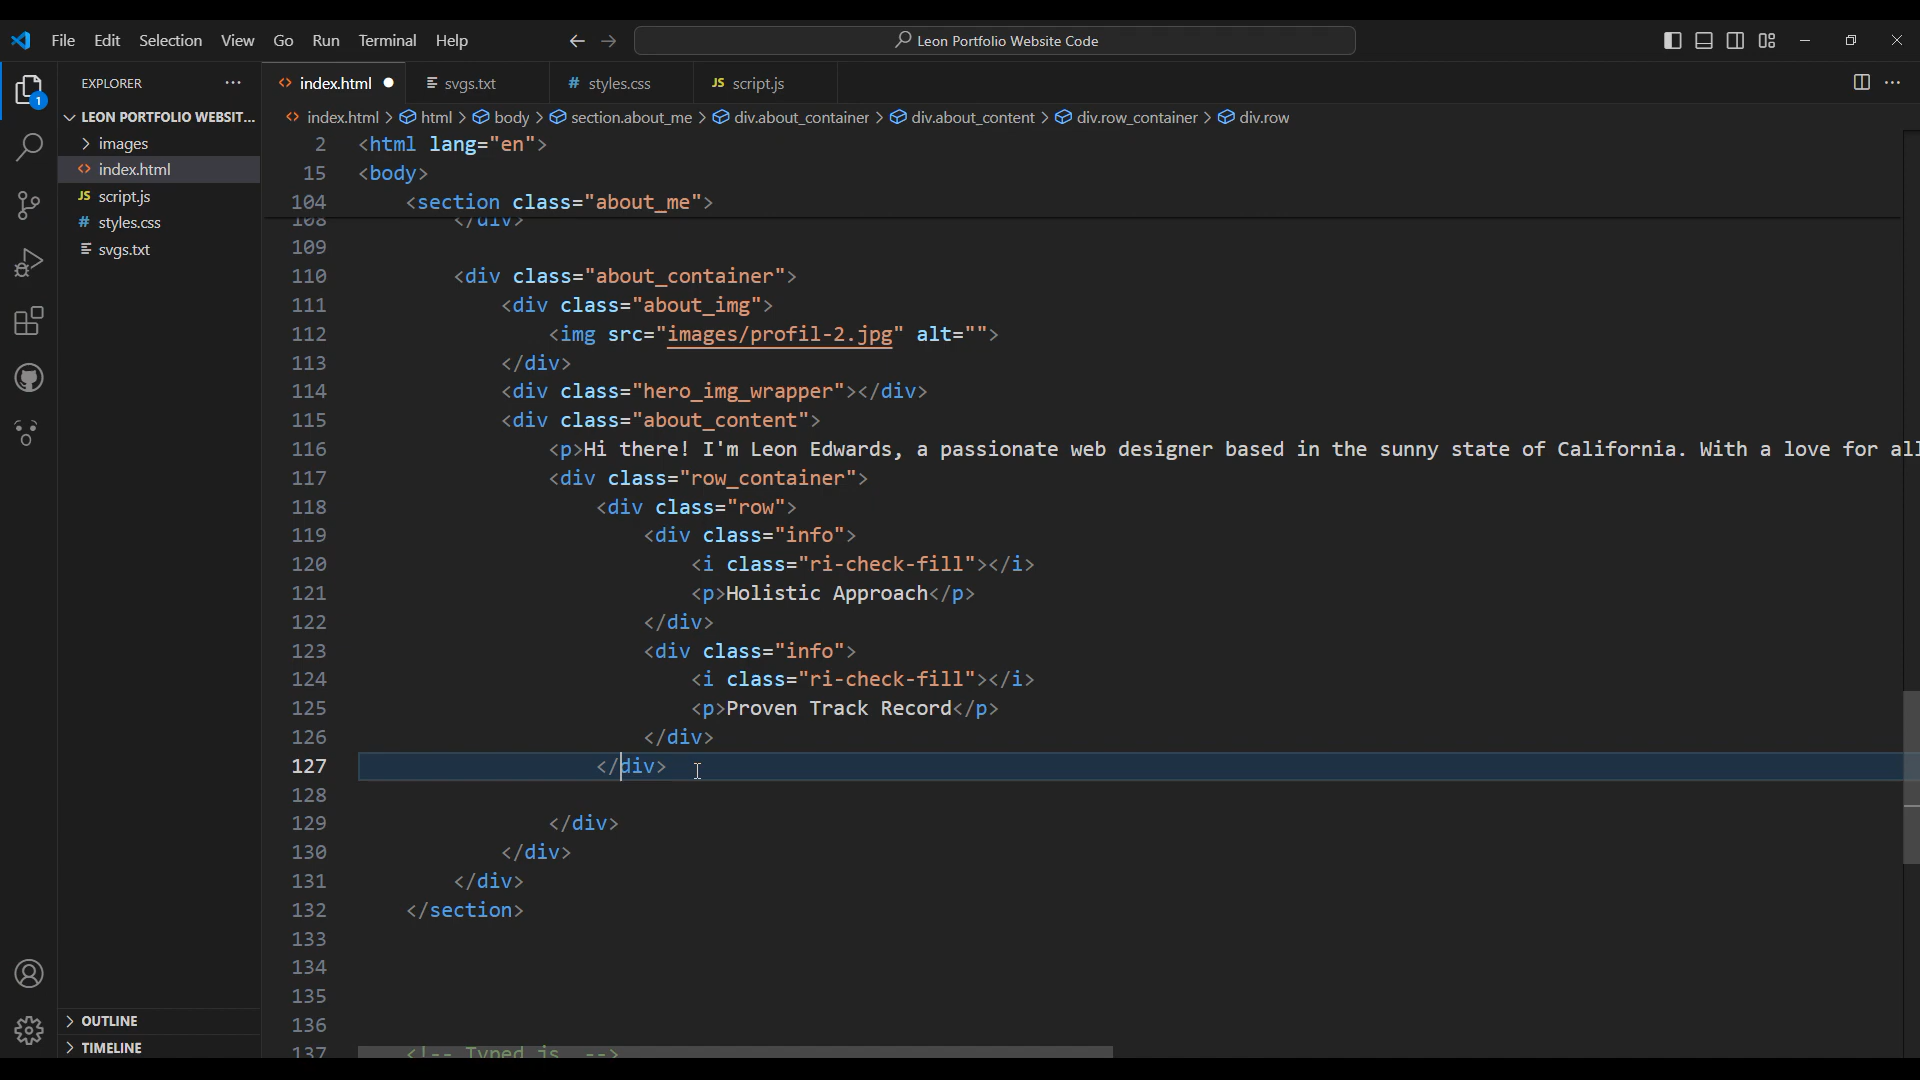 File Edit Selection View Go Run Terminal Help
Leon Portfolio Website Code
EXPLORER
index.html
svgs.txt
# styles.css
JS script.js
1
LEON PORTFOLIO WEBSIT...
images
<> index.html
JS script.js
# styles.css
svgs.txt
OUTLINE
TIMELINE
<> index.html > html > body > section.about_me > div.about_container > div.about_content > div.row_container > div.row
2 <html lang="en">
15 <body>
104 <section class="about_me">
108 </div>
109
110 <div class="about_container">
111 <div class="about_img">
112 <img src="images/profil-2.jpg" alt="">
113 </div>
114 <div class="hero_img_wrapper"></div>
115 <div class="about_content">
116 <p>Hi there! I'm Leon Edwards, a passionate web designer based in the sunny state of California. With a love for all
117 <div class="row_container">
118 <div class="row">
119 <div class="info">
120 <i class="ri-check-fill"></i>
121 <p>Holistic Approach</p>
122 </div>
123 <div class="info">
124 <i class="ri-check-fill"></i>
125 <p>Proven Track Record</p>
126 </div>
127 </div>
128
129 </div>
130 </div>
131 </div>
132 </section>
133
134
135
136
137 <!-- Typed js -->